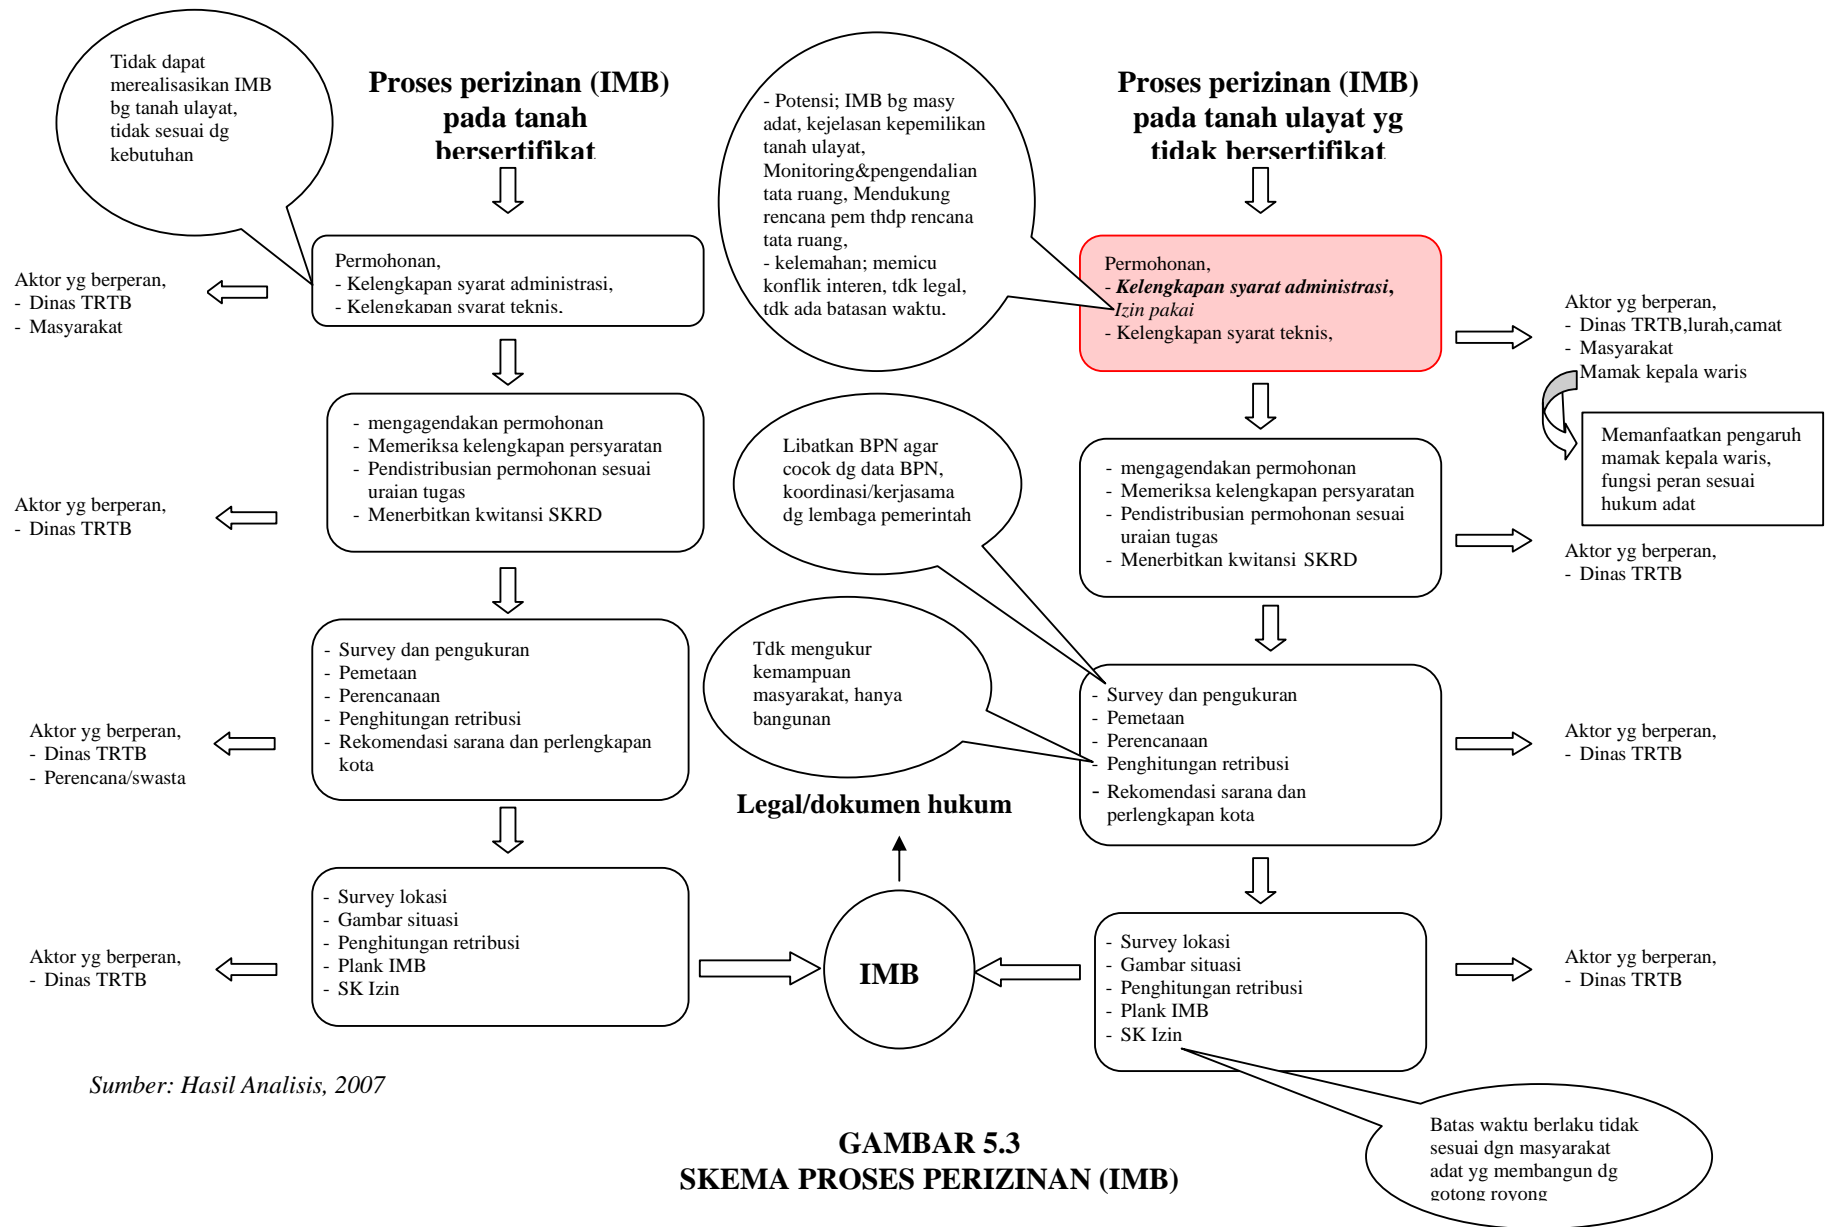 Tidak dapat
merealisasikan IMB
bg tanah ulayat,
tidak sesuai dg
kebutuhan
Proses perizinan (IMB)
pada tanah
bersertifikat
- Potensi; IMB bg masy
adat, kejelasan kepemilikan
tanah ulayat,
Monitoring&pengendalian
tata ruang, Mendukung
rencana pem thdp rencana
tata ruang,
- kelemahan; memicu
konflik interen, tdk legal,
tdk ada batasan waktu.
Proses perizinan (IMB)
pada tanah ulayat yg
tidak bersertifikat
Aktor yg berperan,
- Dinas TRTB
- Masyarakat
Permohonan,
- Kelengkapan syarat administrasi,
- Kelengkapan syarat teknis.
Permohonan,
- Kelengkapan syarat administrasi,
Izin pakai
- Kelengkapan syarat teknis,
Aktor yg berperan,
- Dinas TRTB,lurah,camat
- Masyarakat
Mamak kepala waris
Memanfaatkan pengaruh
mamak kepala waris,
fungsi peran sesuai
hukum adat
Aktor yg berperan,
- Dinas TRTB
- mengagendakan permohonan
- Memeriksa kelengkapan persyaratan
- Pendistribusian permohonan sesuai
uraian tugas
- Menerbitkan kwitansi SKRD
Libatkan BPN agar
cocok dg data BPN,
koordinasi/kerjasama
dg lembaga pemerintah
- mengagendakan permohonan
- Memeriksa kelengkapan persyaratan
- Pendistribusian permohonan sesuai
uraian tugas
- Menerbitkan kwitansi SKRD
Aktor yg berperan,
- Dinas TRTB
Aktor yg berperan,
- Dinas TRTB
- Perencana/swasta
- Survey dan pengukuran
- Pemetaan
- Perencanaan
- Penghitungan retribusi
- Rekomendasi sarana dan perlengkapan
kota
Tdk mengukur
kemampuan
masyarakat, hanya
bangunan
- Survey dan pengukuran
- Pemetaan
- Perencanaan
- Penghitungan retribusi
- Rekomendasi sarana dan
perlengkapan kota
Aktor yg berperan,
- Dinas TRTB
Legal/dokumen hukum
Aktor yg berperan,
- Dinas TRTB
- Survey lokasi
- Gambar situasi
- Penghitungan retribusi
- Plank IMB
- SK Izin
IMB
- Survey lokasi
- Gambar situasi
- Penghitungan retribusi
- Plank IMB
- SK Izin
Aktor yg berperan,
- Dinas TRTB
Batas waktu berlaku tidak
sesuai dgn masyarakat
adat yg membangun dg
gotong royong
Sumber: Hasil Analisis, 2007
GAMBAR 5.3
SKEMA PROSES PERIZINAN (IMB)